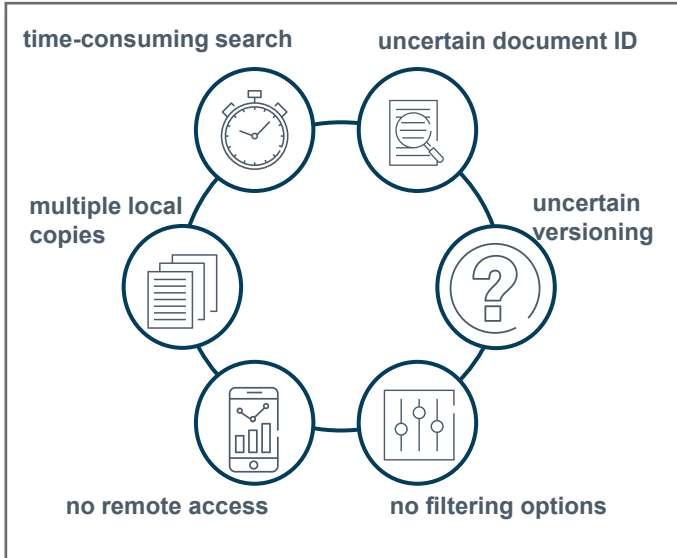 time-consuming search
uncertain document ID
multiple local
copies
uncertain
versioning
no remote access
no filtering options